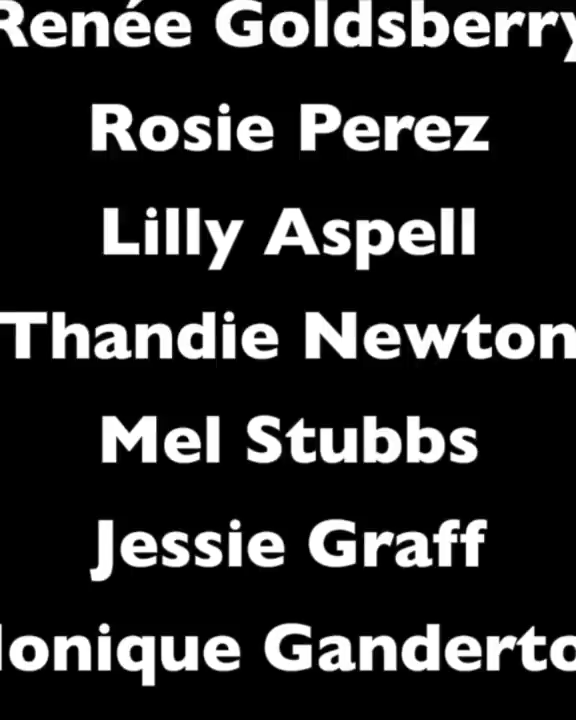 Renée Goldsberry
Rosie Perez
Lilly Aspell
Thandie Newton
Mel Stubbs
Jessie Graff
onique Ganderto